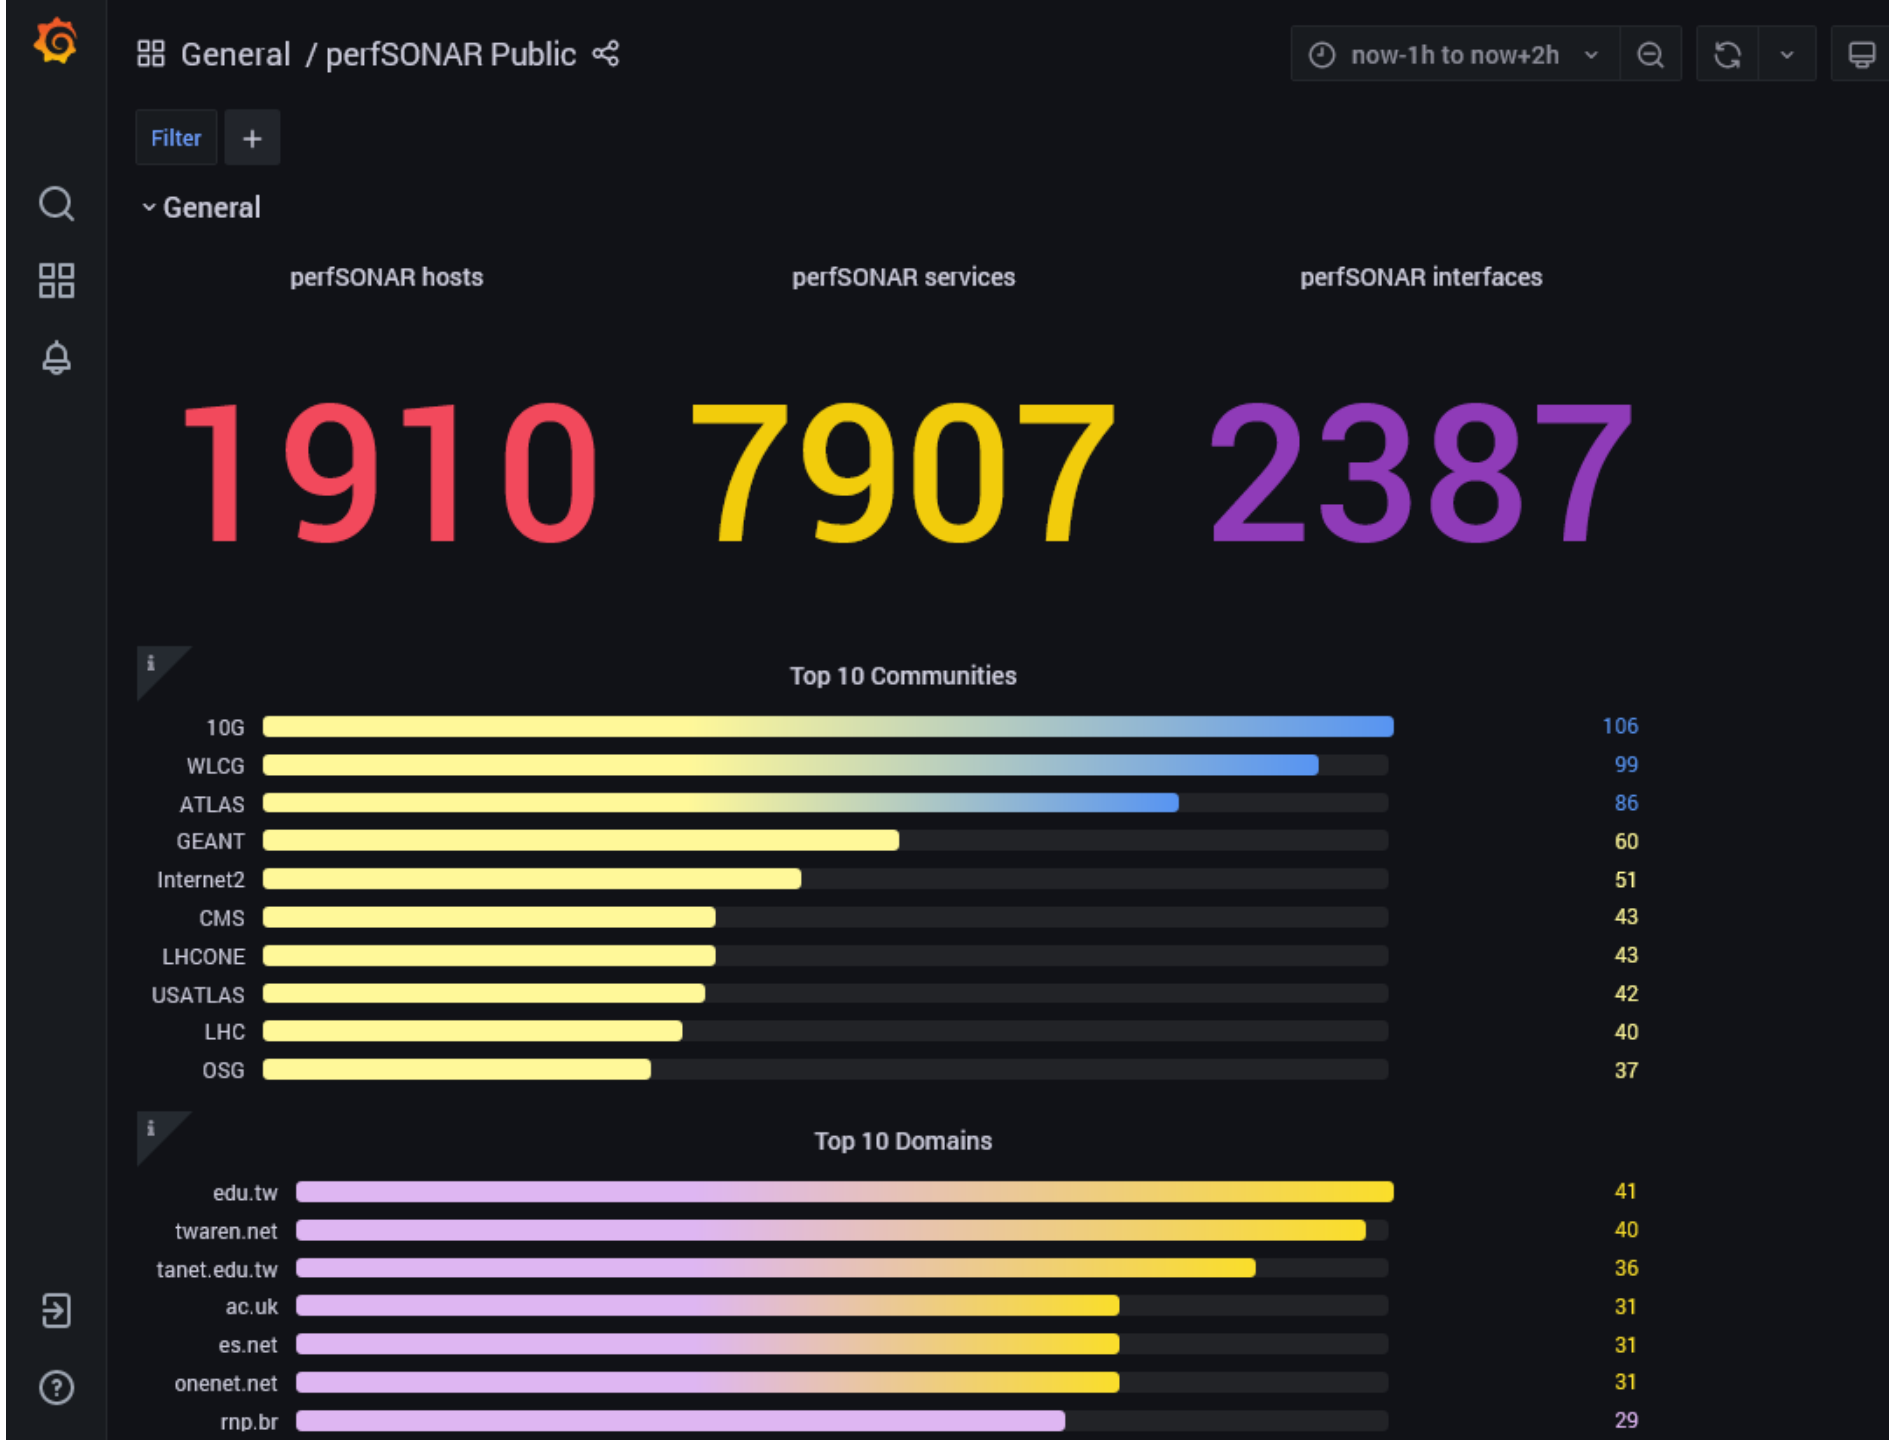 General / perfSONAR Public
now-1h to now+2h
Filter
+
General
perfSONAR hosts
perfSONAR services
perfSONAR interfaces
1910
7907
2387
i
Top 10 Communities
10G 106
WLCG 99
ATLAS 86
GEANT 60
Internet2 51
CMS 43
LHCONE 43
USATLAS 42
LHC 40
OSG 37
i
Top 10 Domains
edu.tw 41
twaren.net 40
tanet.edu.tw 36
ac.uk 31
es.net 31
onenet.net 31
rnp.br 29